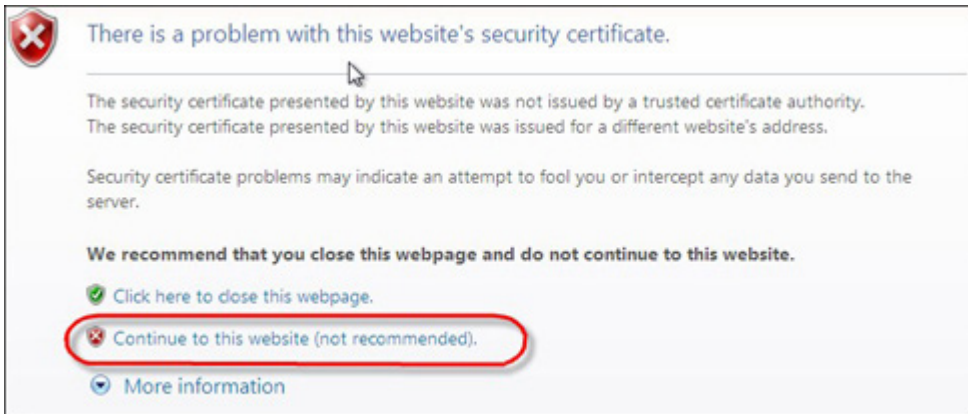 There is a problem with this website's security certificate.
The security certificate presented by this website was not issued by a trusted certificate authority.
The security certificate presented by this website was issued for a different website's address.
Security certificate problems may indicate an attempt to fool you or intercept any data you send to the
server.
We recommend that you close this webpage and do not continue to this website.
Click here to close this webpage.
Continue to this website (not recommended).
More information